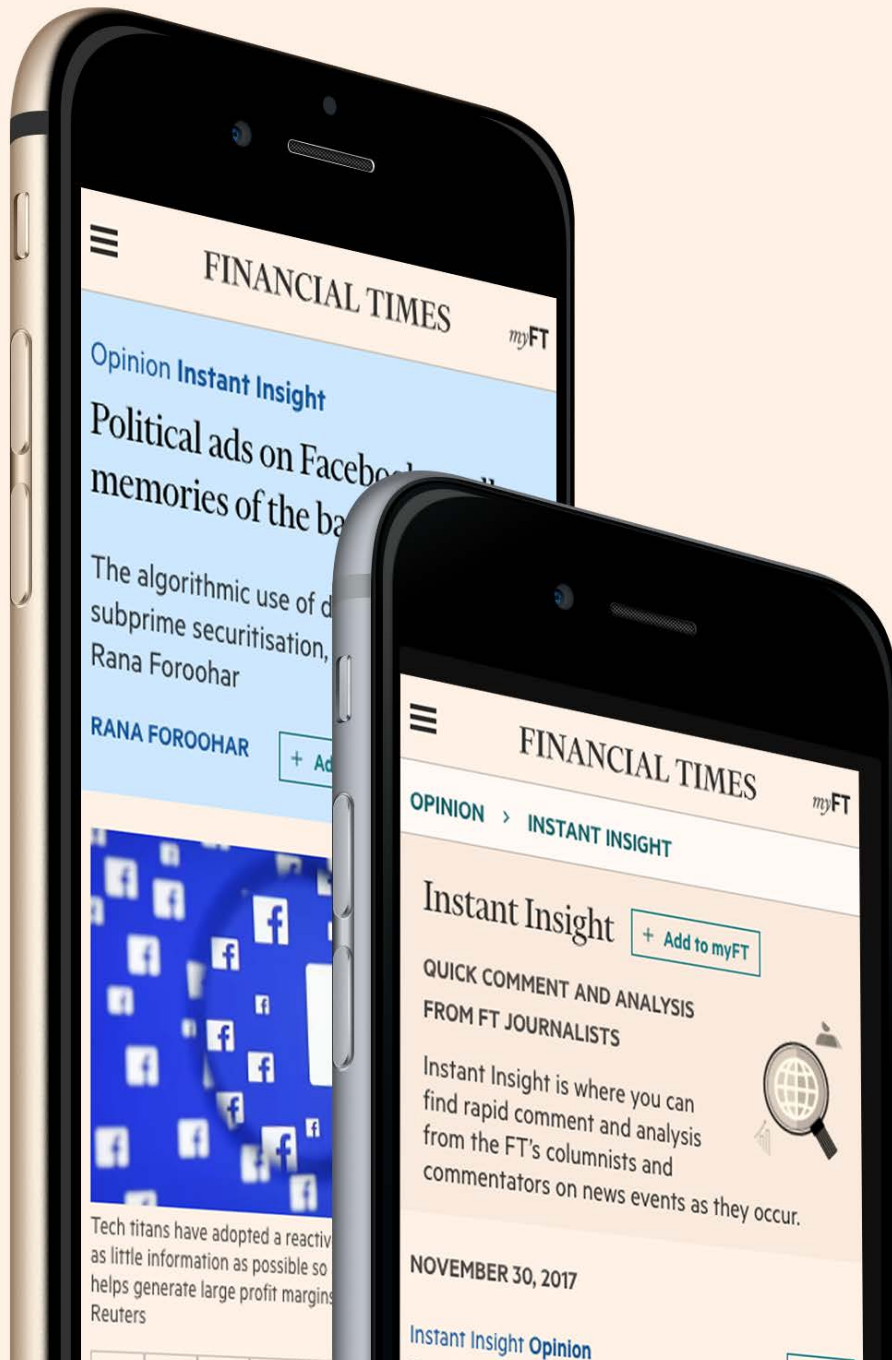 FINANCIAL TIMES
myFT
Opinion Instant Insight
Political ads on
memories of the
The algorithmic use of
subprime securitisation,
Rana Foroohar
RANA FOROOHAR
+
Tech titans have adopted a
as little information as possible so
helps generate large profit margins
Reuters
FINANCIAL TIMES
myFT
OPINION > INSTANT INSIGHT
Instant Insight
+ Add to myFT
QUICK COMMENT AND ANALYSIS
FROM FT JOURNALISTS
Instant Insight is where you can
find rapid comment and analysis
from the FT’s columnists and
commentators on news events as they occur.
NOVEMBER 30, 2017
Instant Insight Opinion